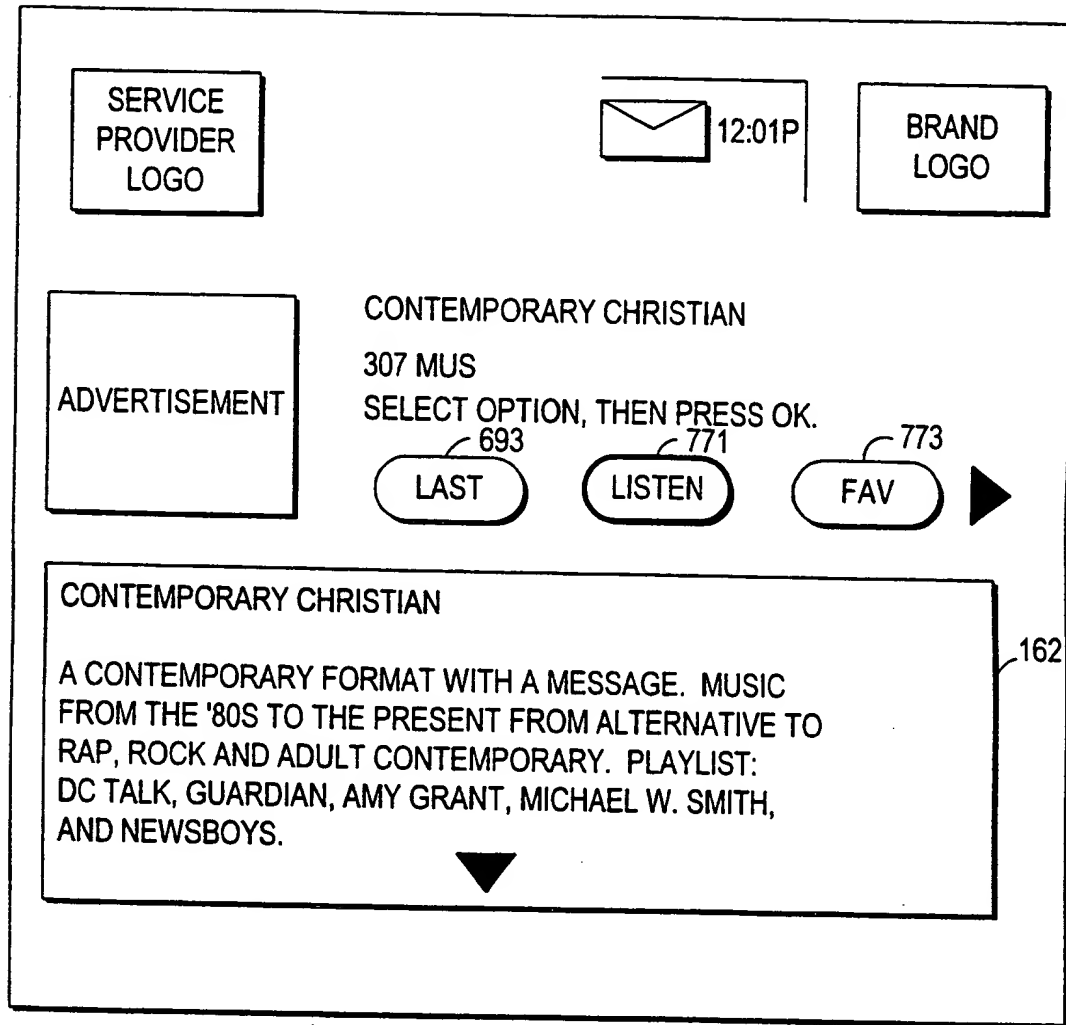 SERVICE
PROVIDER
LOGO
12:01P
BRAND
LOGO
ADVERTISEMENT
CONTEMPORARY CHRISTIAN
307 MUS
SELECT OPTION, THEN PRESS OK.
693
771
773
LAST
LISTEN
FAV
CONTEMPORARY CHRISTIAN
162
A CONTEMPORARY FORMAT WITH A MESSAGE. MUSIC
FROM THE '80S TO THE PRESENT FROM ALTERNATIVE TO
RAP, ROCK AND ADULT CONTEMPORARY. PLAYLIST:
DC TALK, GUARDIAN, AMY GRANT, MICHAEL W. SMITH,
AND NEWSBOYS.